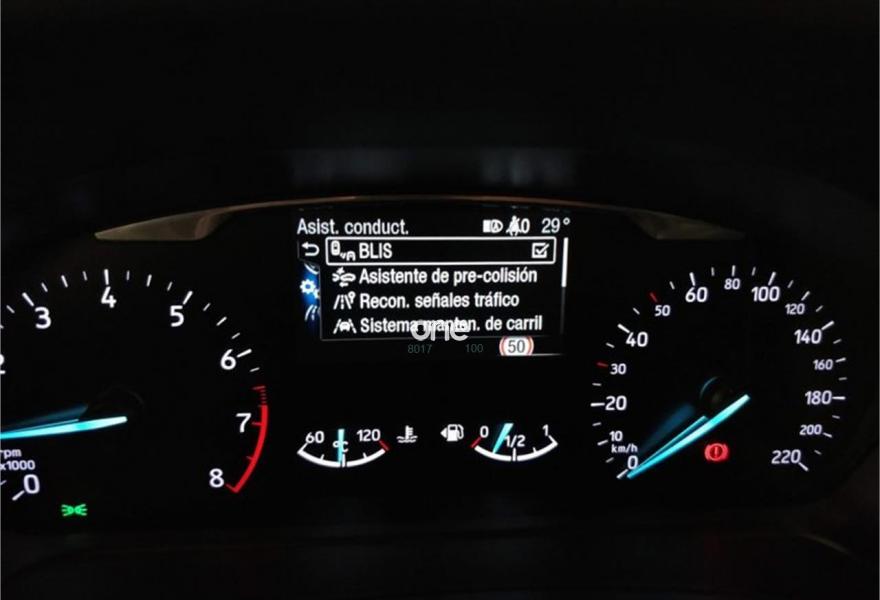 Asist. conduct. 29°
BLIS
Asistente de pre-colisión
Recon. señales tráfico
Sistema manten. de carril
one
8017 100
50
3 4 5 6 7 8
rpm
x1000
0
60 °C 120
0 1/2 1
0 10 20 30 40 50 60 80 100 120 140 160 180 200 220
km/h